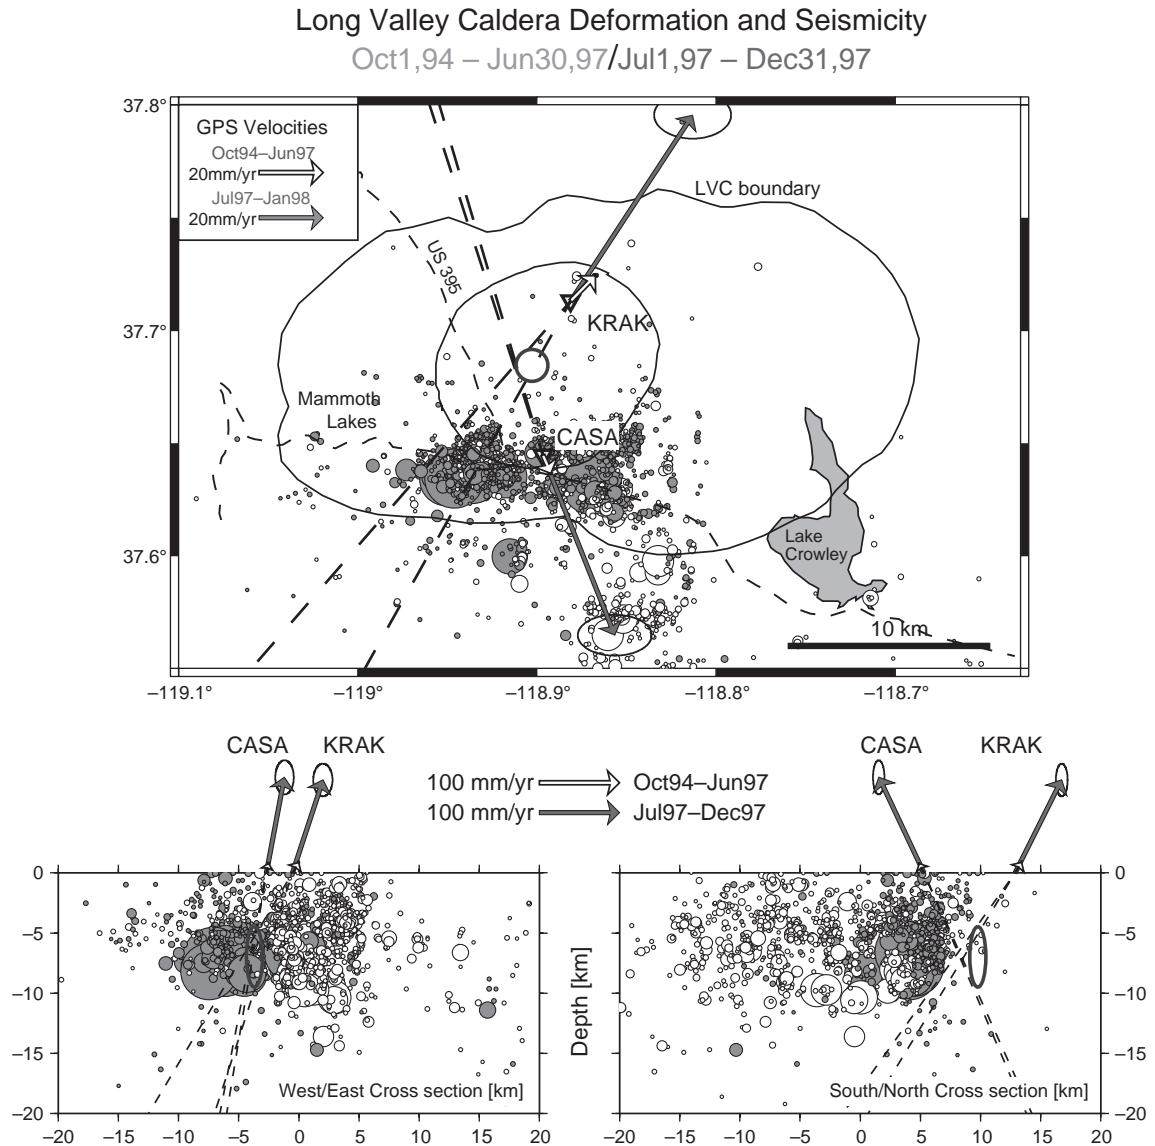 Long Valley Caldera Deformation and Seismicity
Oct1,94 – Jun30,97/Jul1,97 – Dec31,97
37.8°
37.7°
37.6°
GPS Velocities
Oct94–Jun97
20mm/yr
Jul97–Jan98
20mm/yr
LVC boundary
US 395
KRAK
Mammoth
Lakes
CASA
Lake
Crowley
10 km
–119.1° –119° –118.9° –118.8° –118.7°
CASA KRAK
100 mm/yr Oct94–Jun97
100 mm/yr Jul97–Dec97
CASA KRAK
0
–5
–10
–15
–20
West/East Cross section [km]
–20 –15 –10 –5 0 5 10 15 20
Depth [km]
South/North Cross section [km]
0
–5
–10
–15
–20
–20 –15 –10 –5 0 5 10 15 20